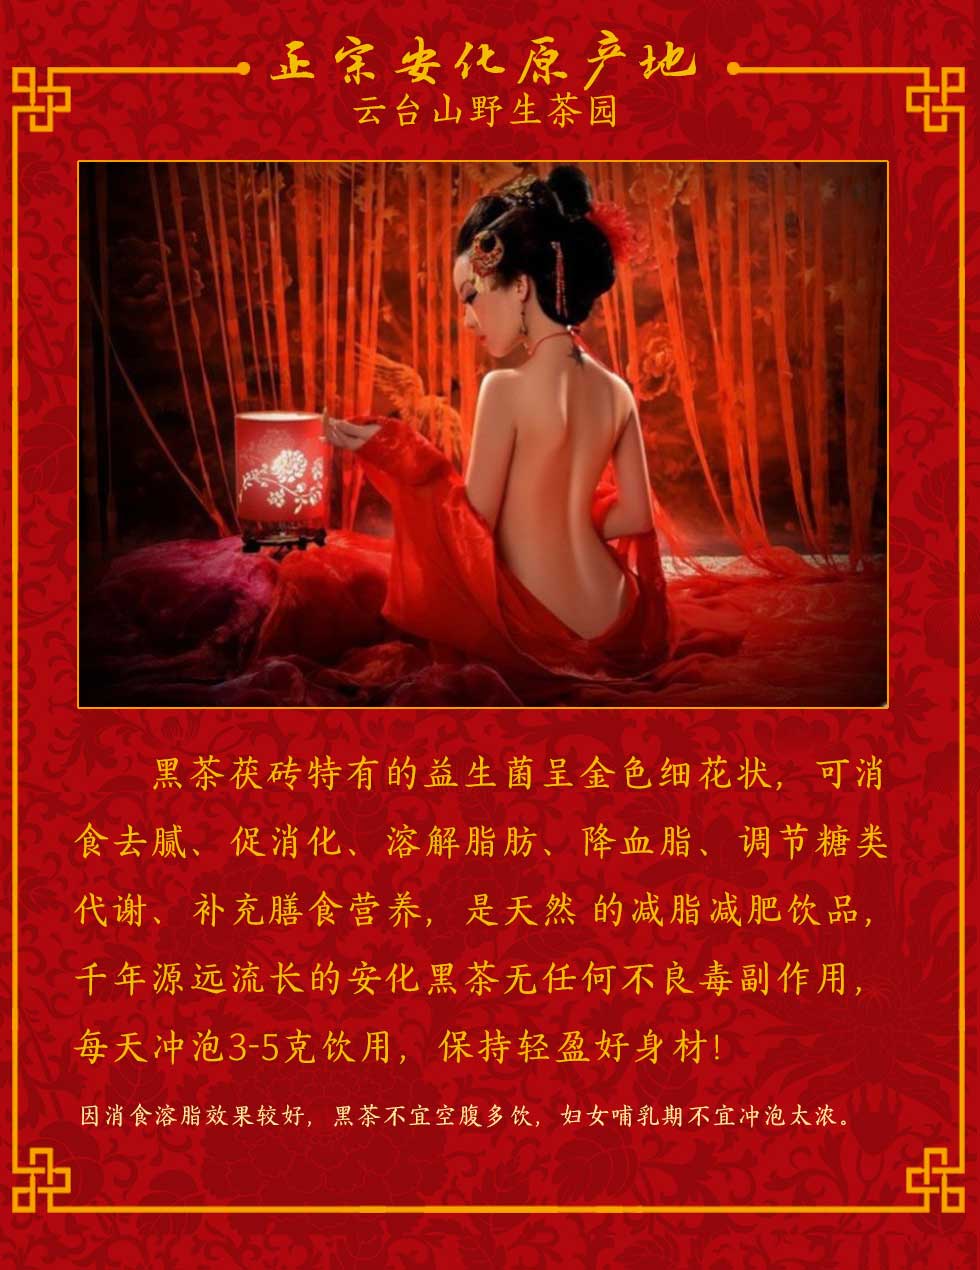 正宗安化原产地
云台山野生茶园
黑茶茯砖特有的益生菌呈金色细花状，可消
食去腻、促消化、溶解脂肪、降血脂、调节糖类
代谢、补充膳食营养，是天然 的减脂减肥饮品，
千年源远流长的安化黑茶无任何不良毒副作用，
每天冲泡3-5克饮用，保持轻盈好身材！
因消食溶脂效果较好，黑茶不宜空腹多饮，妇女哺乳期不宜冲泡太浓。